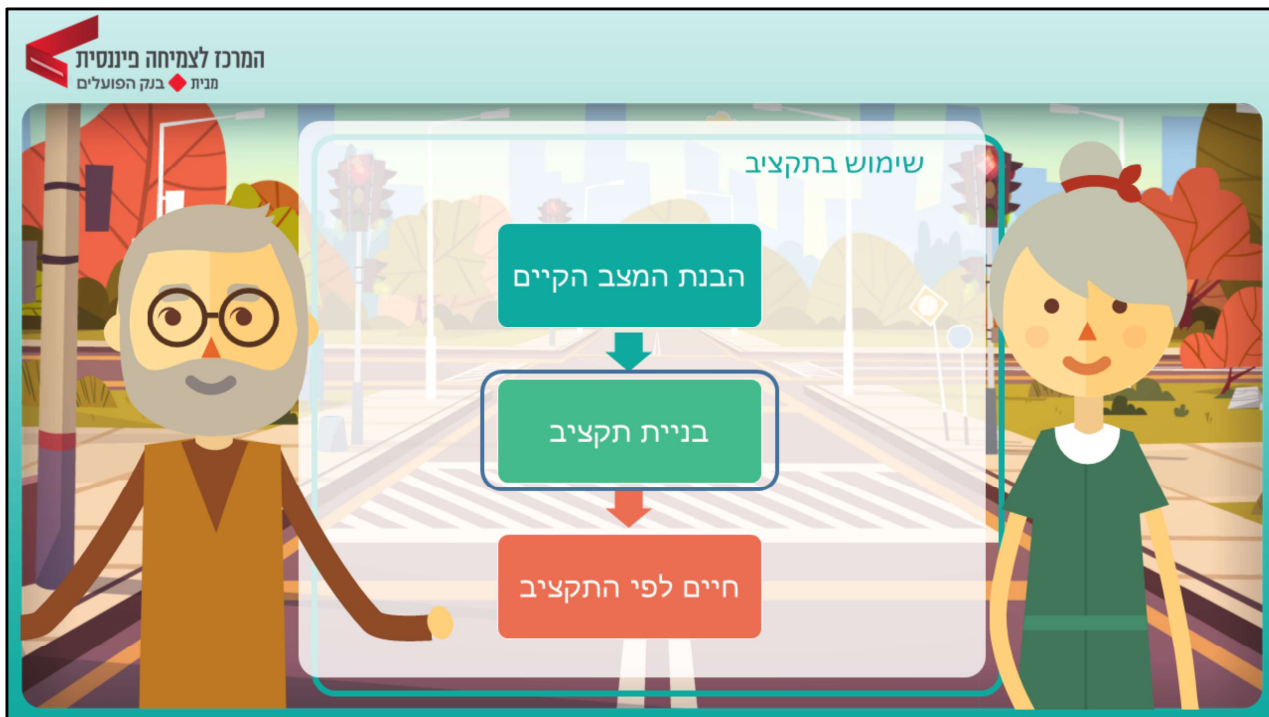 המרכז לצמיחה פיננסית
מבית בנק הפועלים
שימוש בתקציב
הבנת המצב הקיים
בניית תקציב
חיים לפי התקציב